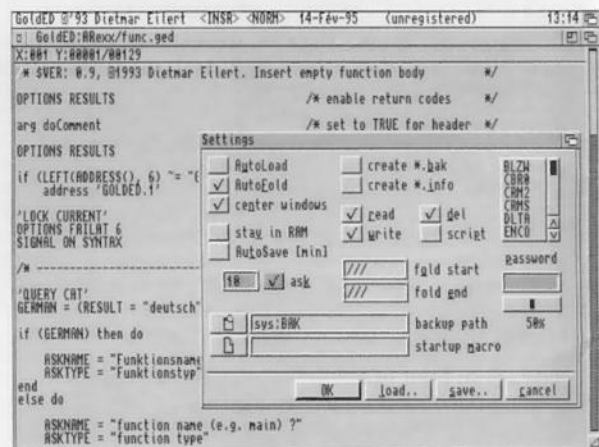 GoldED ©'93 Dietmar Eilert <INSR> <NORM> 14-Fév-95 (unregistered) 13:14
GoldED:ARexx/func.ged
X:001 Y:00001/00129
/* $VER: 0.9, ©1993 Dietmar Eilert. Insert empty function body */
OPTIONS RESULTS /* enable return codes */
arg doComment /* set to TRUE for header */
OPTIONS RESULTS
if (LEFT(ADDRESS(), 6) ~= "
address 'GOLDED.1'
'LOCK CURRENT'
OPTIONS FAILAT 6
SIGNAL ON SYNTAX
/* --------------------
'QUERY CAT'
GERMAN = (RESULT = "deutsch"
if (GERMAN) then do
ASKNAME = "Funktionsname
ASKTYPE = "Funktionstyp"
end
else do
ASKNAME = "function name (e.g. main) ?"
ASKTYPE = "function type"
Settings
AutoLoad
AutoFold
center windows
stay in RAM
AutoSave [min]
10 ask
create *.bak
create *.info
read del
write script
BLZW
CBR0
CRM2
CRMS
DLTA
ENCO
password
50%
/// fold start
/// fold end
sys:BAK backup path
startup macro
OK load.. save.. cancel